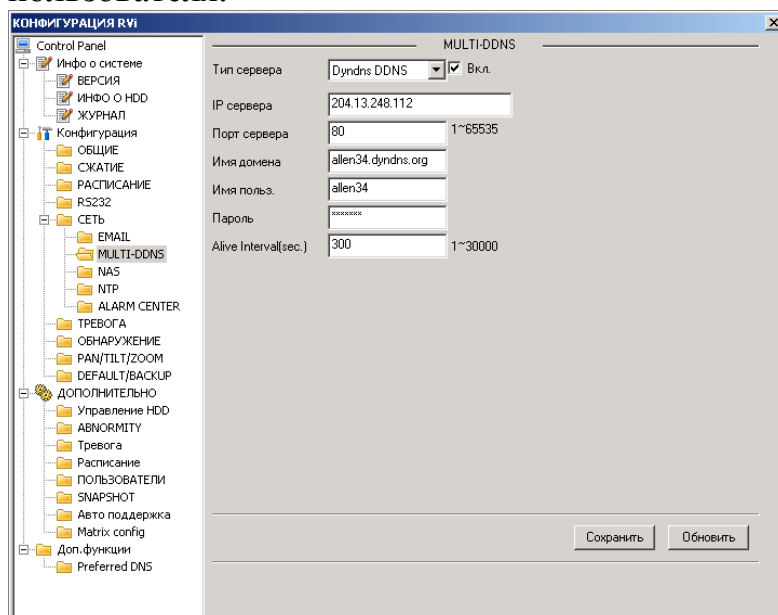 пользователя.
КОНФИГУРАЦИЯ RVi
Control Panel
Инфо о системе
ВЕРСИЯ
ИНФО О HDD
ЖУРНАЛ
Конфигурация
ОБЩИЕ
СЖАТИЕ
РАСПИСАНИЕ
RS232
СЕТЬ
EMAIL
MULTI-DDNS
NAS
NTP
ALARM CENTER
ТРЕВОГА
ОБНАРУЖЕНИЕ
PAN/TILT/ZOOM
DEFAULT/BACKUP
ДОПОЛНИТЕЛЬНО
Управление HDD
ABNORMITY
Тревога
Расписание
ПОЛЬЗОВАТЕЛИ
SNAPSHOT
Авто поддержка
Matrix config
Доп.функции
Preferred DNS
MULTI-DDNS
Тип сервера Dyndns DDNS Вкл.
IP сервера 204.13.248.112
Порт сервера 80 1~65535
Имя домена allen34.dyndns.org
Имя польз. allen34
Пароль xxxxxxx
Alive Interval(sec.) 300 1~30000
Сохранить Обновить